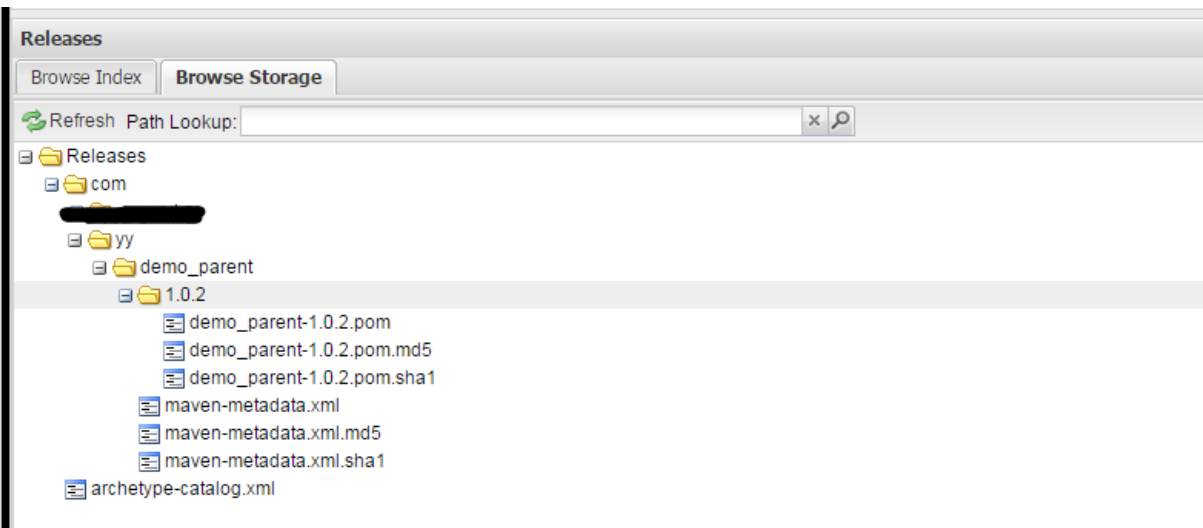 Releases
Browse Index Browse Storage
Refresh Path Lookup:
Releases
com
yy
demo_parent
1.0.2
demo_parent-1.0.2.pom
demo_parent-1.0.2.pom.md5
demo_parent-1.0.2.pom.sha1
maven-metadata.xml
maven-metadata.xml.md5
maven-metadata.xml.sha1
archetype-catalog.xml